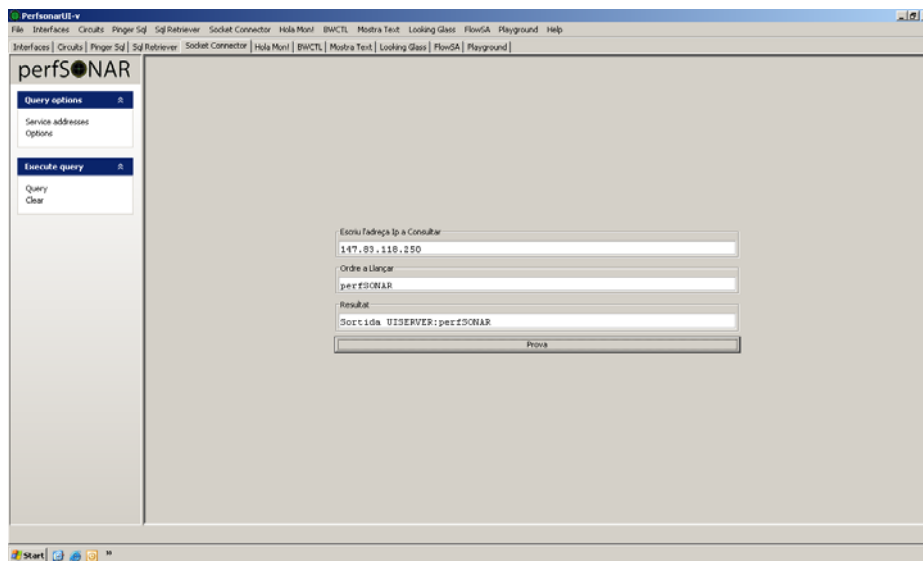 PerfsonarUI-v
File Interfaces Circuits Pinger Sql Sql Retriever Socket Connector Hola Mon! BWCTL Mostra Text Looking Glass FlowSA Playground Help
Interfaces Circuits Pinger Sql Sql Retriever Socket Connector Hola Mon! BWCTL Mostra Text Looking Glass FlowSA Playground
perfSONAR
Query options
Service addresses
Options
Execute query
Query
Clear
Escriu l'adreça Ip a Consultar
147.83.118.250
Ordre a Llançar
perfSONAR
Resultat
Sortida UISERVER:perfSONAR
Prova
Start